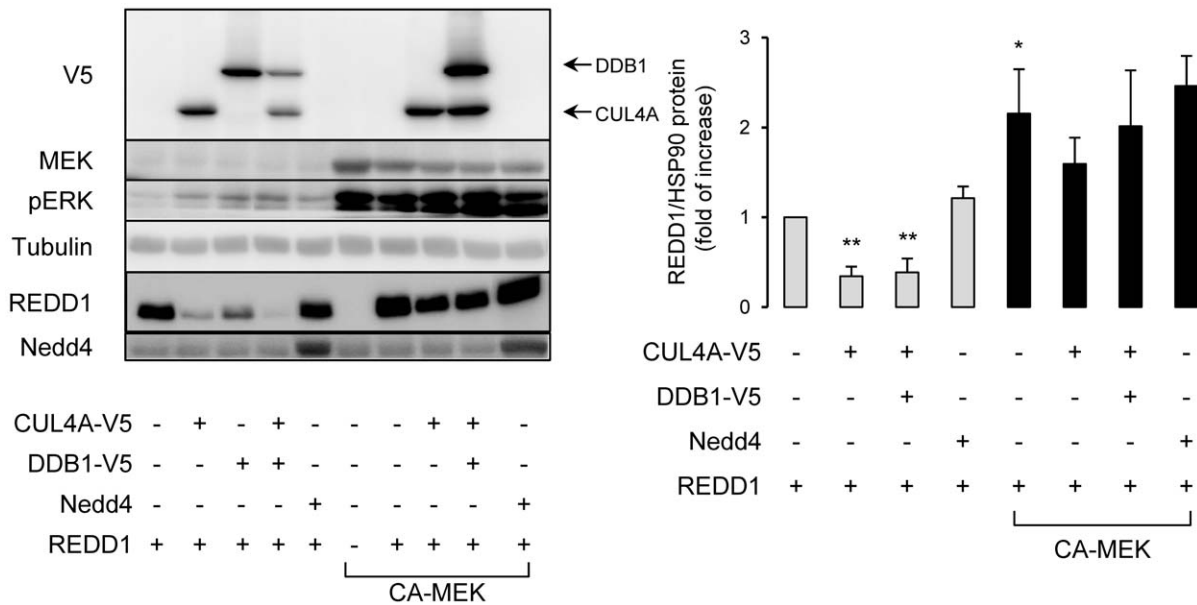 V5
DDB1
CUL4A
MEK
pERK
Tubulin
REDD1
Nedd4
CUL4A-V5 - + - + - - - + + -
DDB1-V5 - - + + - - - - + -
Nedd4 - - - - + - - - - +
REDD1 + + + + + - + + + +
CA-MEK
REDD1/HSP90 protein
(fold of increase)
3
2
1
0
** ** *
CUL4A-V5 - + + - - + + -
DDB1-V5 - - + - - - + -
Nedd4 - - - + - - - +
REDD1 + + + + + + + +
CA-MEK